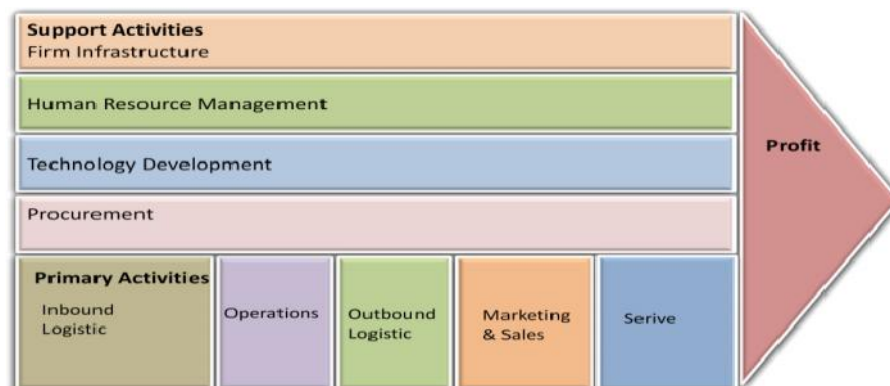 Support Activities
Firm Infrastructure
Human Resource Management
Technology Development
Profit
Procurement
Primary Activities
Inbound
Logistic
Operations
Outbound
Logistic
Marketing
& Sales
Serive